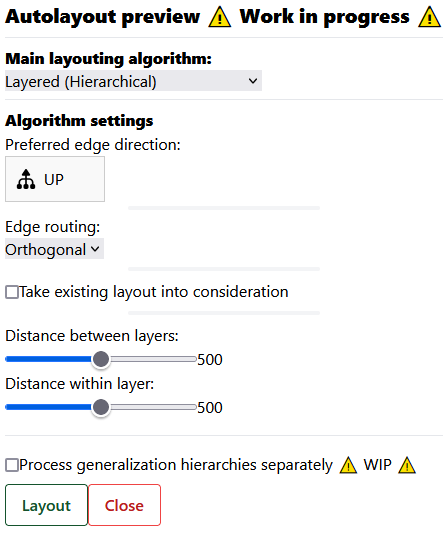 Autolayout preview ⚠ Work in progress ⚠
Main layouting algorithm:
Layered (Hierarchical)
Algorithm settings
Preferred edge direction:
UP
Edge routing:
Orthogonal
Take existing layout into consideration
Distance between layers:
500
Distance within layer:
500
Process generalization hierarchies separately ⚠ WIP ⚠
Layout Close